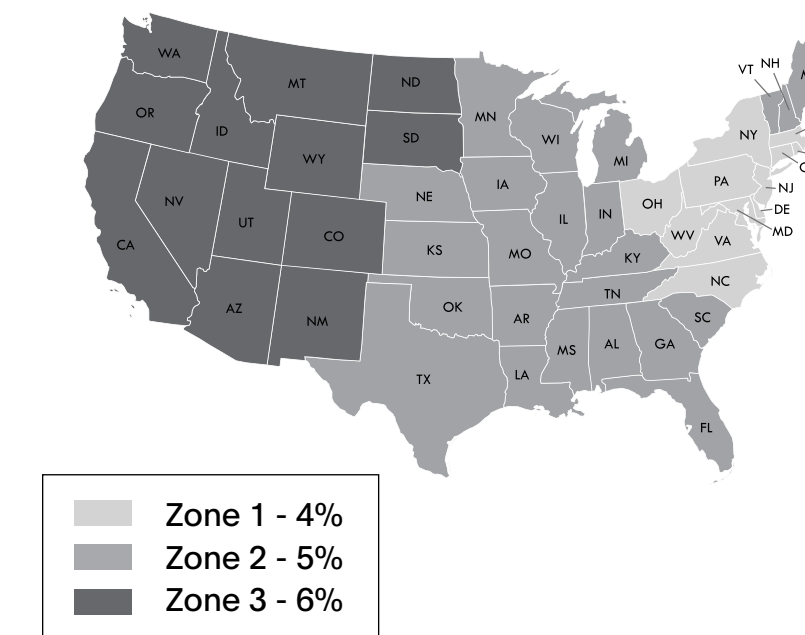 WA
MT
ND
VT
NH
OR
ID
SD
MN
WI
MI
NY
WY
NE
IA
PA
NJ
NV
UT
CO
KS
MO
IL
IN
OH
WV
VA
DE
MD
CA
KY
NC
AZ
NM
OK
AR
TN
SC
TX
LA
MS
AL
GA
FL
Zone 1 - 4%
Zone 2 - 5%
Zone 3 - 6%